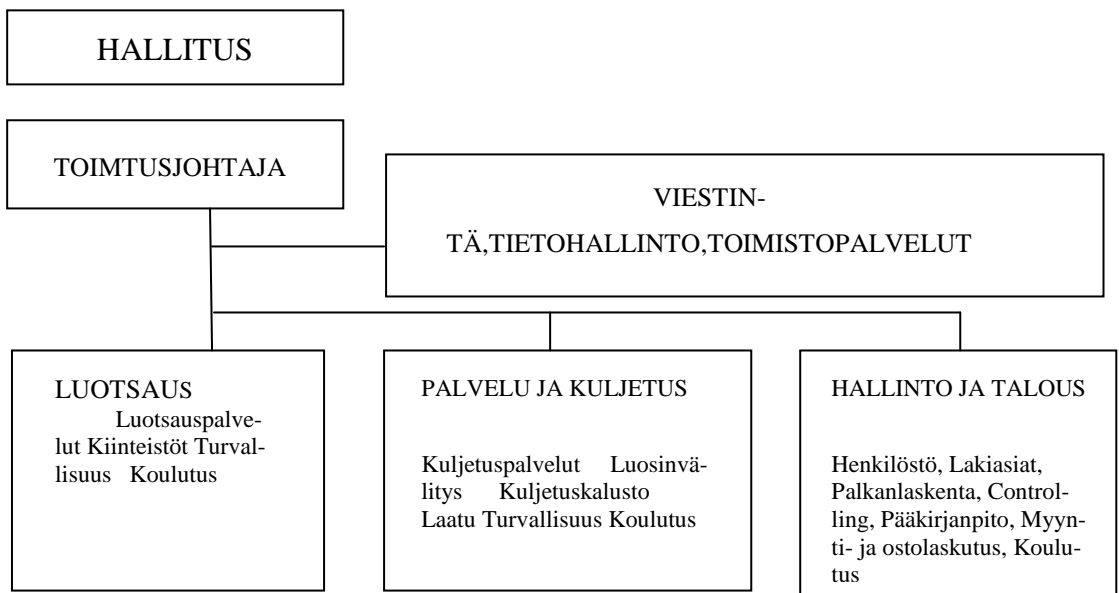 HALLITUS
TOIMTUSJOHTAJA
VIESTIN-
TÄ,TIETOHALLINTO,TOIMISTOPALVELUT
LUOTSAUS
Luotsauspalve-
lut Kiinteistöt Turval-
lisuus Koulutus
PALVELU JA KULJETUS
Kuljetuspalvelut Luosinvä-
litys Kuljetuskalusto
Laatu Turvallisuus Koulutus
HALLINTO JA TALOUS
Henkilöstö, Lakiasiat,
Palkanlaskenta, Control-
ling, Pääkirjanpito, Myyn-
ti- ja ostolaskutus, Koulu-
tus